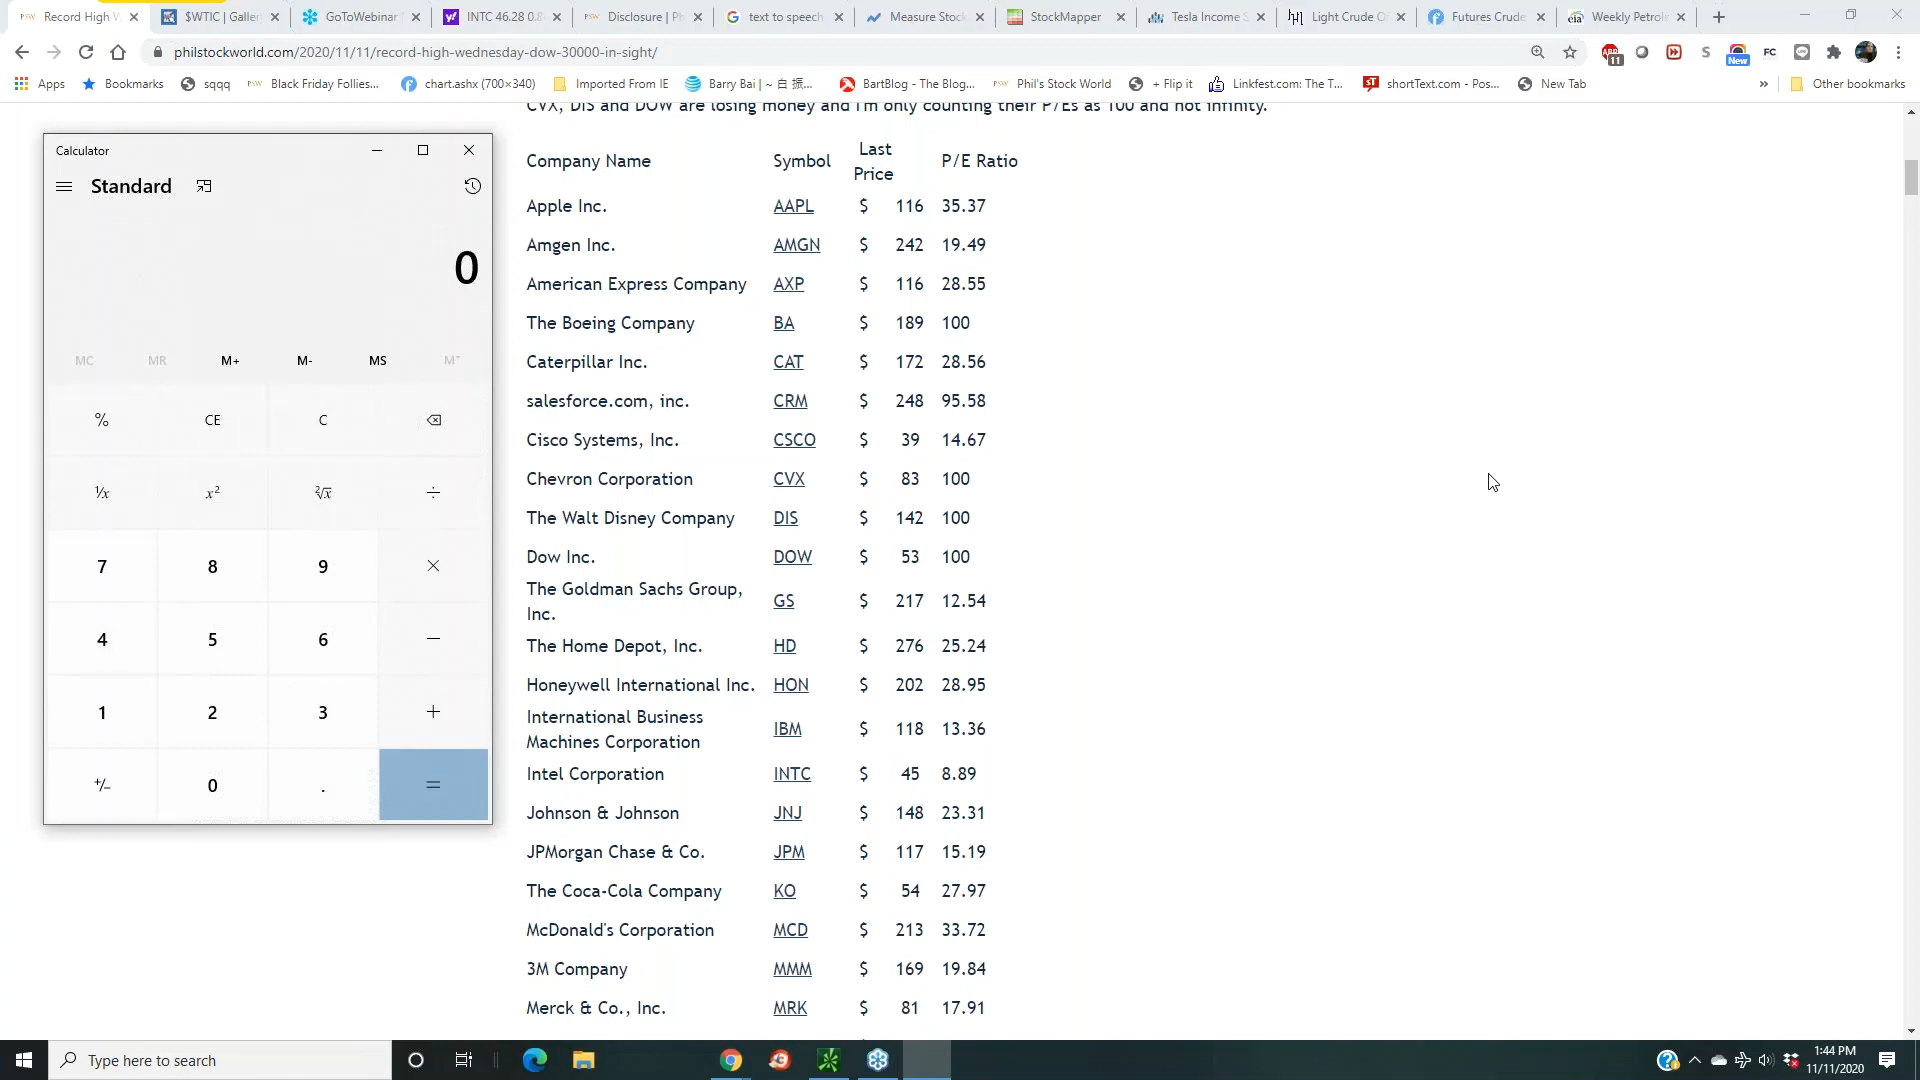 Record High W
$WTIC | Galler
GoToWebinar
INTC 46.28 0.8
Disclosure | Ph
text to speech
Measure Stock
StockMapper
Tesla Income S
Light Crude O
Futures Crude
Weekly Petrol
philstockworld.com/2020/11/11/record-high-wednesday-dow-30000-in-sight/
11
New
FC
Apps
Bookmarks
sqqq
Black Friday Follies...
chart.ashx (700×340)
Imported From IE
Barry Bai | ~ 白 振...
BartBlog - The Blog...
Phil's Stock World
+ Flip it
Linkfest.com: The T...
shortText.com - Pos...
New Tab
»
Other bookmarks
CVX, DIS and DOW are losing money and I'm only counting their P/Es as 100 and not infinity.
Calculator
Standard
0
MC MR M+ M- MS M˅
% CE C
¹/x x² ²√x ÷
7 8 9 ×
4 5 6 −
1 2 3 +
+/− 0 . =
Company Name Symbol Last Price P/E Ratio
Apple Inc. AAPL $ 116 35.37
Amgen Inc. AMGN $ 242 19.49
American Express Company AXP $ 116 28.55
The Boeing Company BA $ 189 100
Caterpillar Inc. CAT $ 172 28.56
salesforce.com, inc. CRM $ 248 95.58
Cisco Systems, Inc. CSCO $ 39 14.67
Chevron Corporation CVX $ 83 100
The Walt Disney Company DIS $ 142 100
Dow Inc. DOW $ 53 100
The Goldman Sachs Group,
Inc. GS $ 217 12.54
The Home Depot, Inc. HD $ 276 25.24
Honeywell International Inc. HON $ 202 28.95
International Business
Machines Corporation IBM $ 118 13.36
Intel Corporation INTC $ 45 8.89
Johnson & Johnson JNJ $ 148 23.31
JPMorgan Chase & Co. JPM $ 117 15.19
The Coca-Cola Company KO $ 54 27.97
McDonald's Corporation MCD $ 213 33.72
3M Company MMM $ 169 19.84
Merck & Co., Inc. MRK $ 81 17.91
Type here to search
1:44 PM
11/11/2020